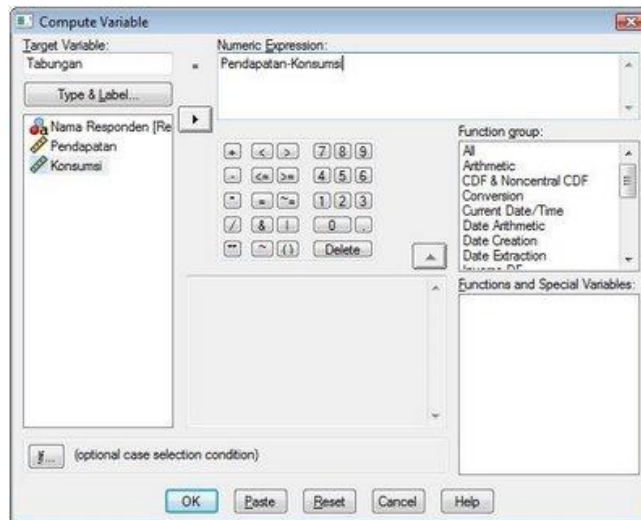 Compute Variable
Target Variable:
Tabungan
=
Numeric Expression:
Pendapatan-Konsumsi
Type & Label...
Nama Responden [Re
Pendapatan
Konsumsi
+ < > 7 8 9
- <= >= 4 5 6
* = ~= 1 2 3
/ & | 0 .
** ~ () Delete
Function group:
All
Arithmetic
CDF & Noncentral CDF
Conversion
Current Date/Time
Date Arithmetic
Date Creation
Date Extraction
Functions and Special Variables:
If... (optional case selection condition)
OK Paste Reset Cancel Help